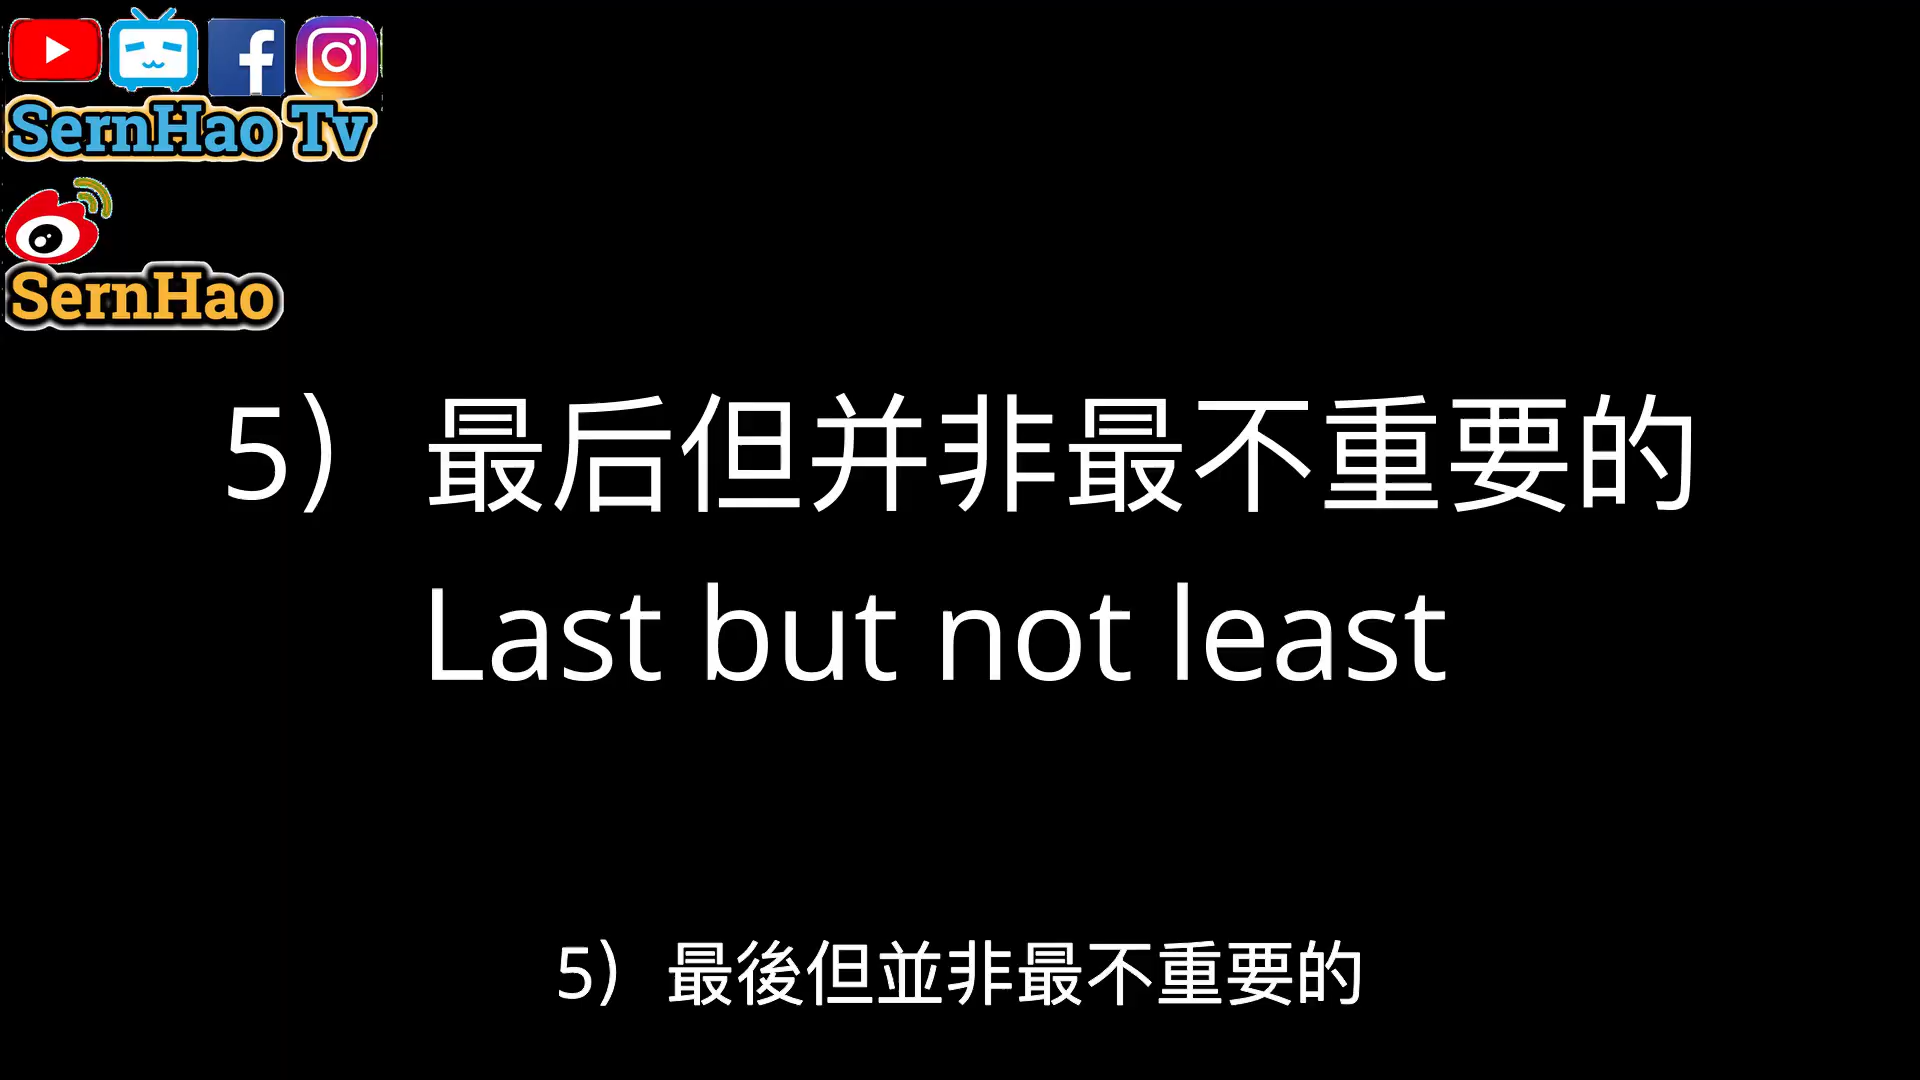 SernHao Tv
SernHao
5） 最后但并非最不重要的
Last but not least
5） 最後但並非最不重要的